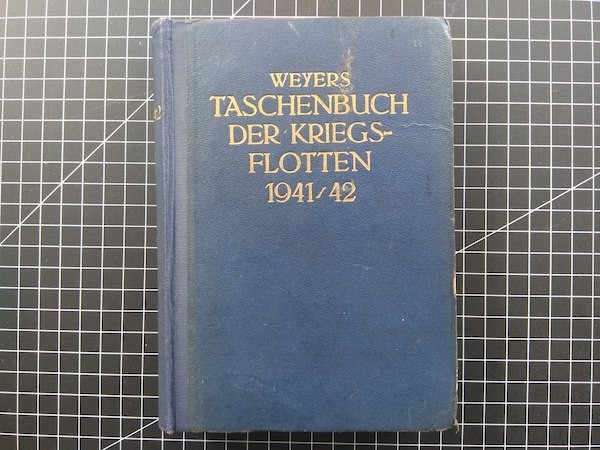 WEYERS
TASCHENBUCH
DER KRIEGS-
FLOTTEN
1941/42